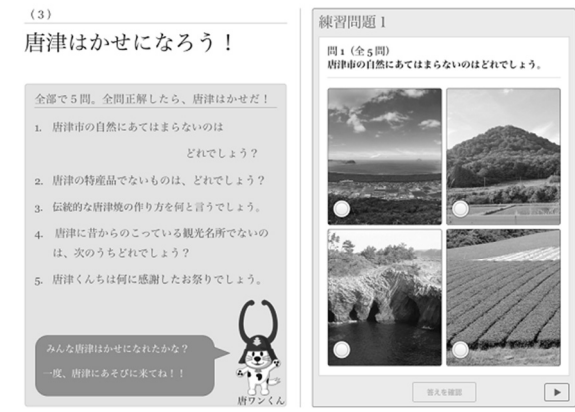 （３）
唐津はかせになろう！
全部で５問。全問正解したら、唐津はかせだ！
1. 唐津市の自然にあてはまらないのは
どれでしょう？
2. 唐津の特産品でないものは、どれでしょう？
3. 伝統的な唐津焼の作り方を何と言うでしょう。
4. 唐津に昔からのこっている観光名所でないの
は、次のうちどれでしょう？
5. 唐津くんちは何に感謝したお祭りでしょう。
みんな唐津はかせになれたかな？
一度、唐津にあそびに来てね！！
唐ワンくん
練習問題 1
問 1（全 5 問）
唐津市の自然にあてはまらないのはどれでしょう。
答えを確認